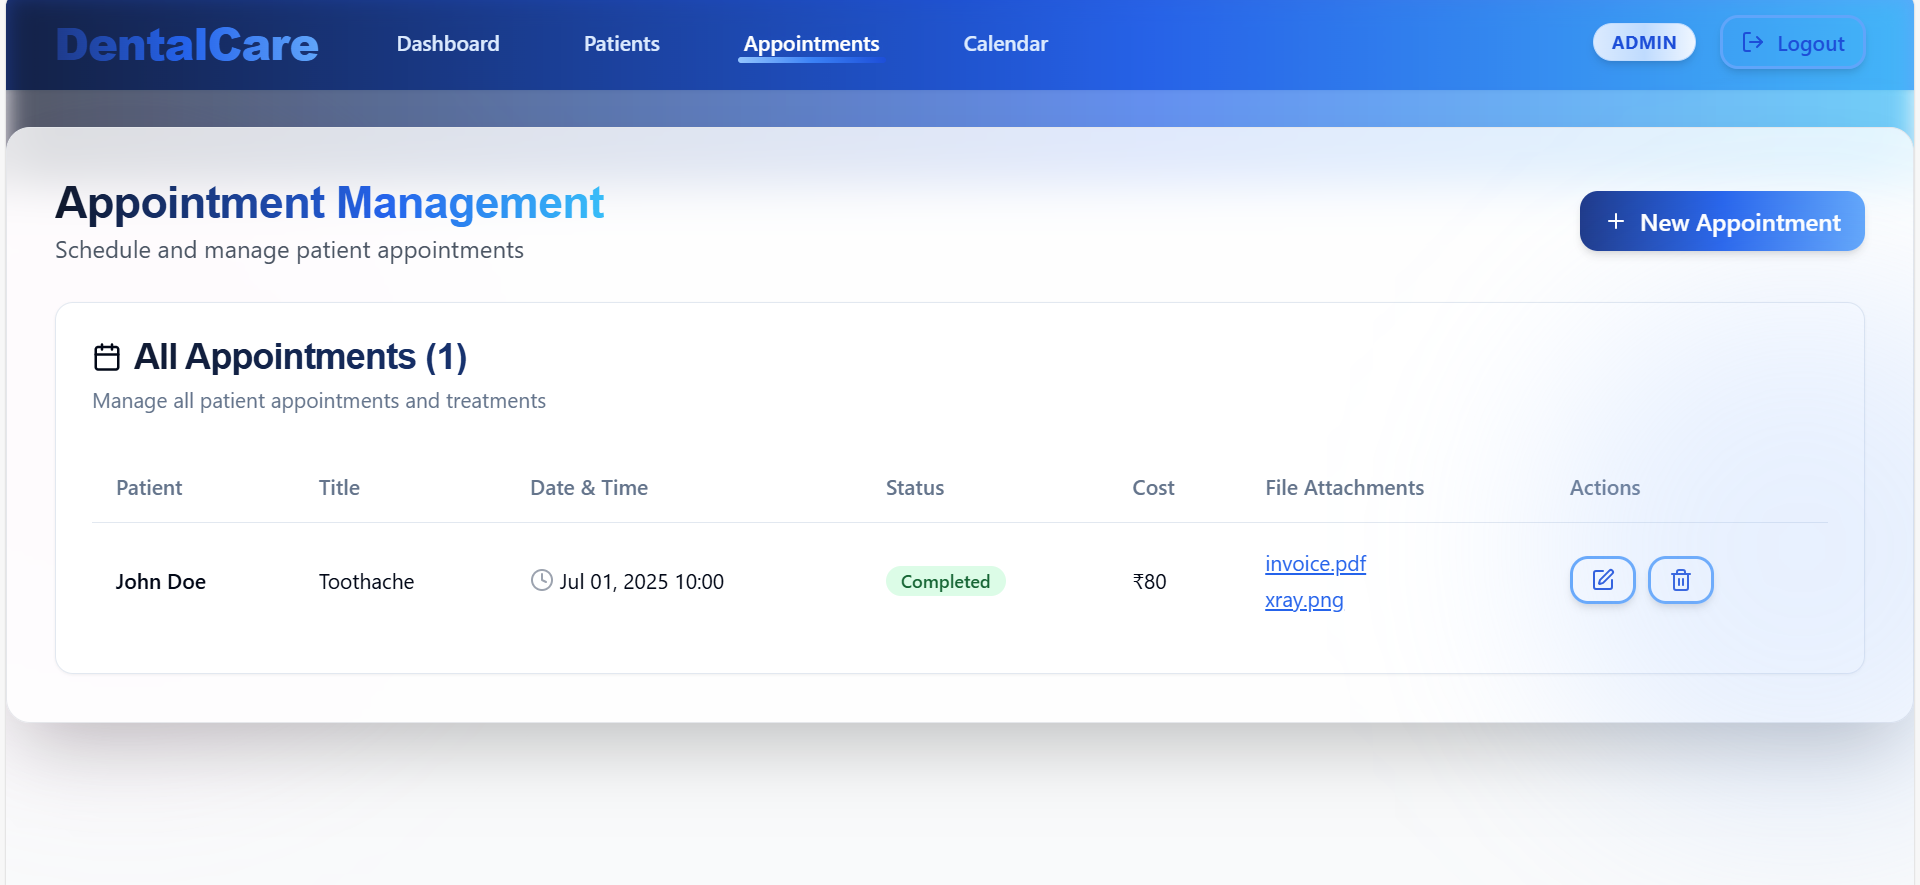 DentalCare Dashboard Patients Appointments Calendar ADMIN Logout
Appointment Management
Schedule and manage patient appointments
+ New Appointment
All Appointments (1)
Manage all patient appointments and treatments
Patient Title Date & Time Status Cost File Attachments Actions
John Doe Toothache Jul 01, 2025 10:00 Completed ₹80 invoice.pdf
xray.png